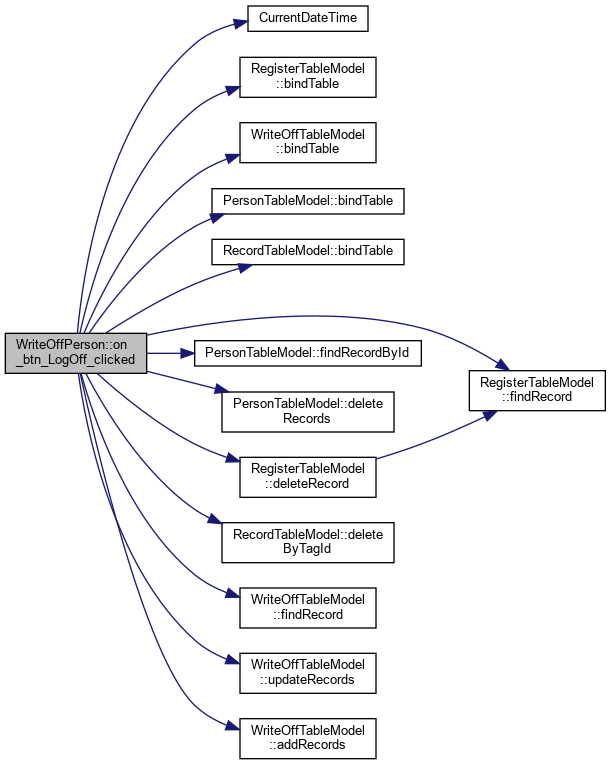 CurrentDateTime
RegisterTableModel
::bindTable
WriteOffTableModel
::bindTable
PersonTableModel::bindTable
RecordTableModel::bindTable
WriteOffPerson::on
_btn_LogOff_clicked
PersonTableModel::findRecordById
RegisterTableModel
::findRecord
PersonTableModel::delete
Records
RegisterTableModel
::deleteRecord
RecordTableModel::delete
ByTagId
WriteOffTableModel
::findRecord
WriteOffTableModel
::updateRecords
WriteOffTableModel
::addRecords